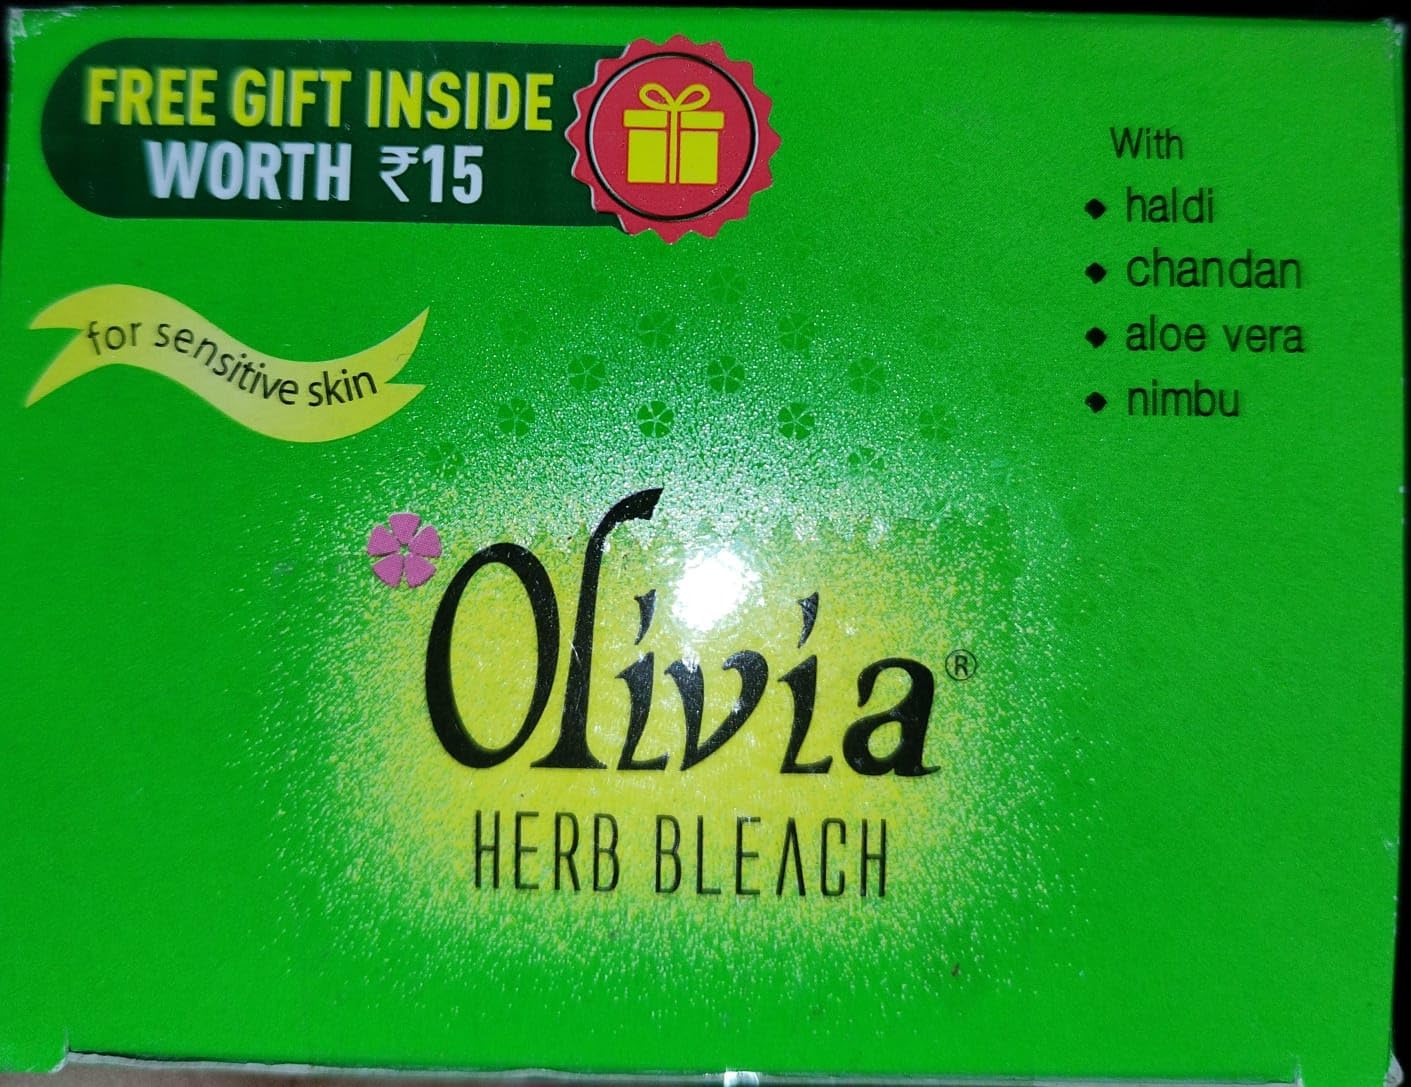 FREE GIFT INSIDE
WORTH ₹15
With
• haldi
• chandan
• aloe vera
• nimbu
for sensitive skin
Olivia®
HERB BLEACH